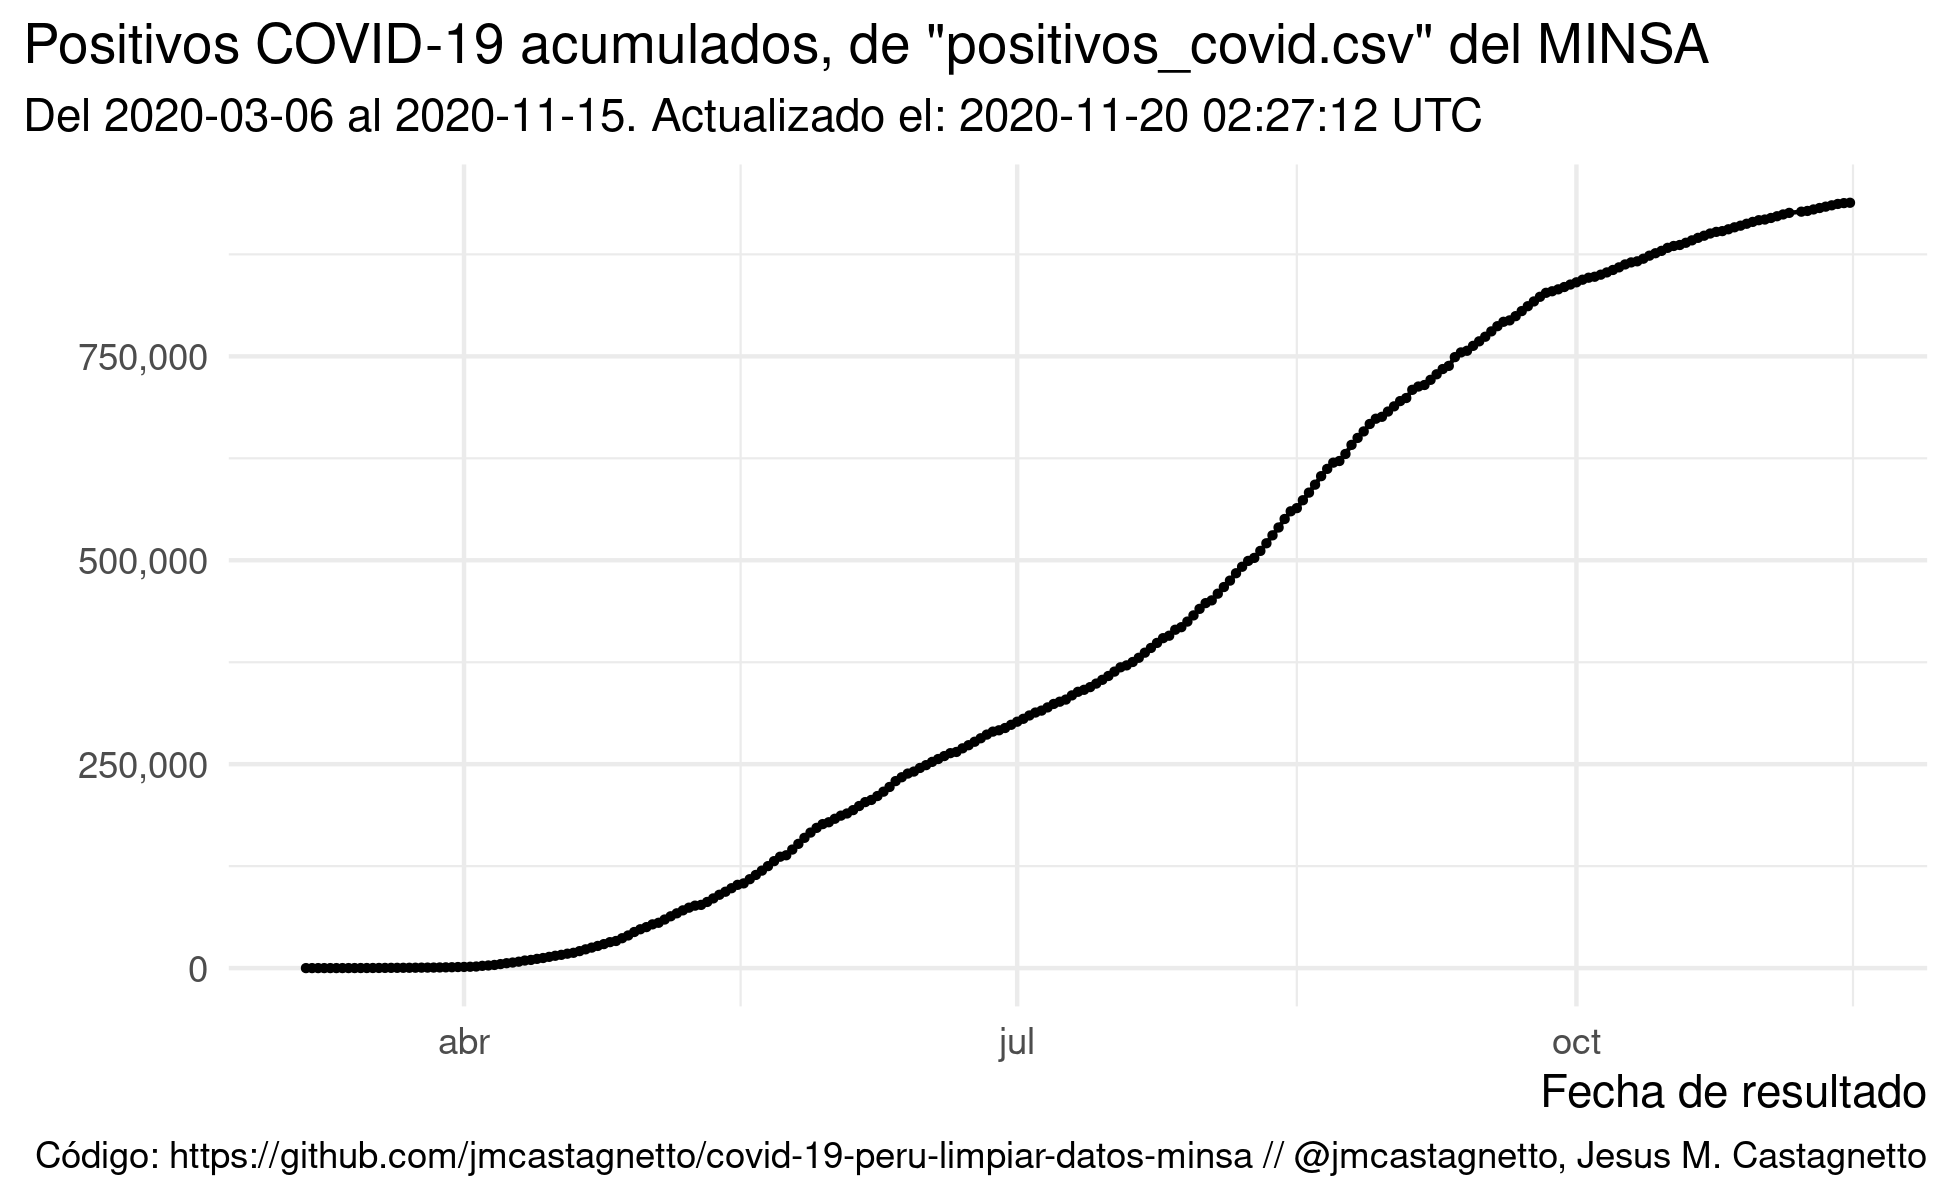 Positivos COVID-19 acumulados, de "positivos_covid.csv" del MINSA
Del 2020-03-06 al 2020-11-15. Actualizado el: 2020-11-20 02:27:12 UTC
750,000
500,000
250,000
0
abr jul oct
Fecha de resultado
Código: https://github.com/jmcastagnetto/covid-19-peru-limpiar-datos-minsa // @jmcastagnetto, Jesus M. Castagnetto